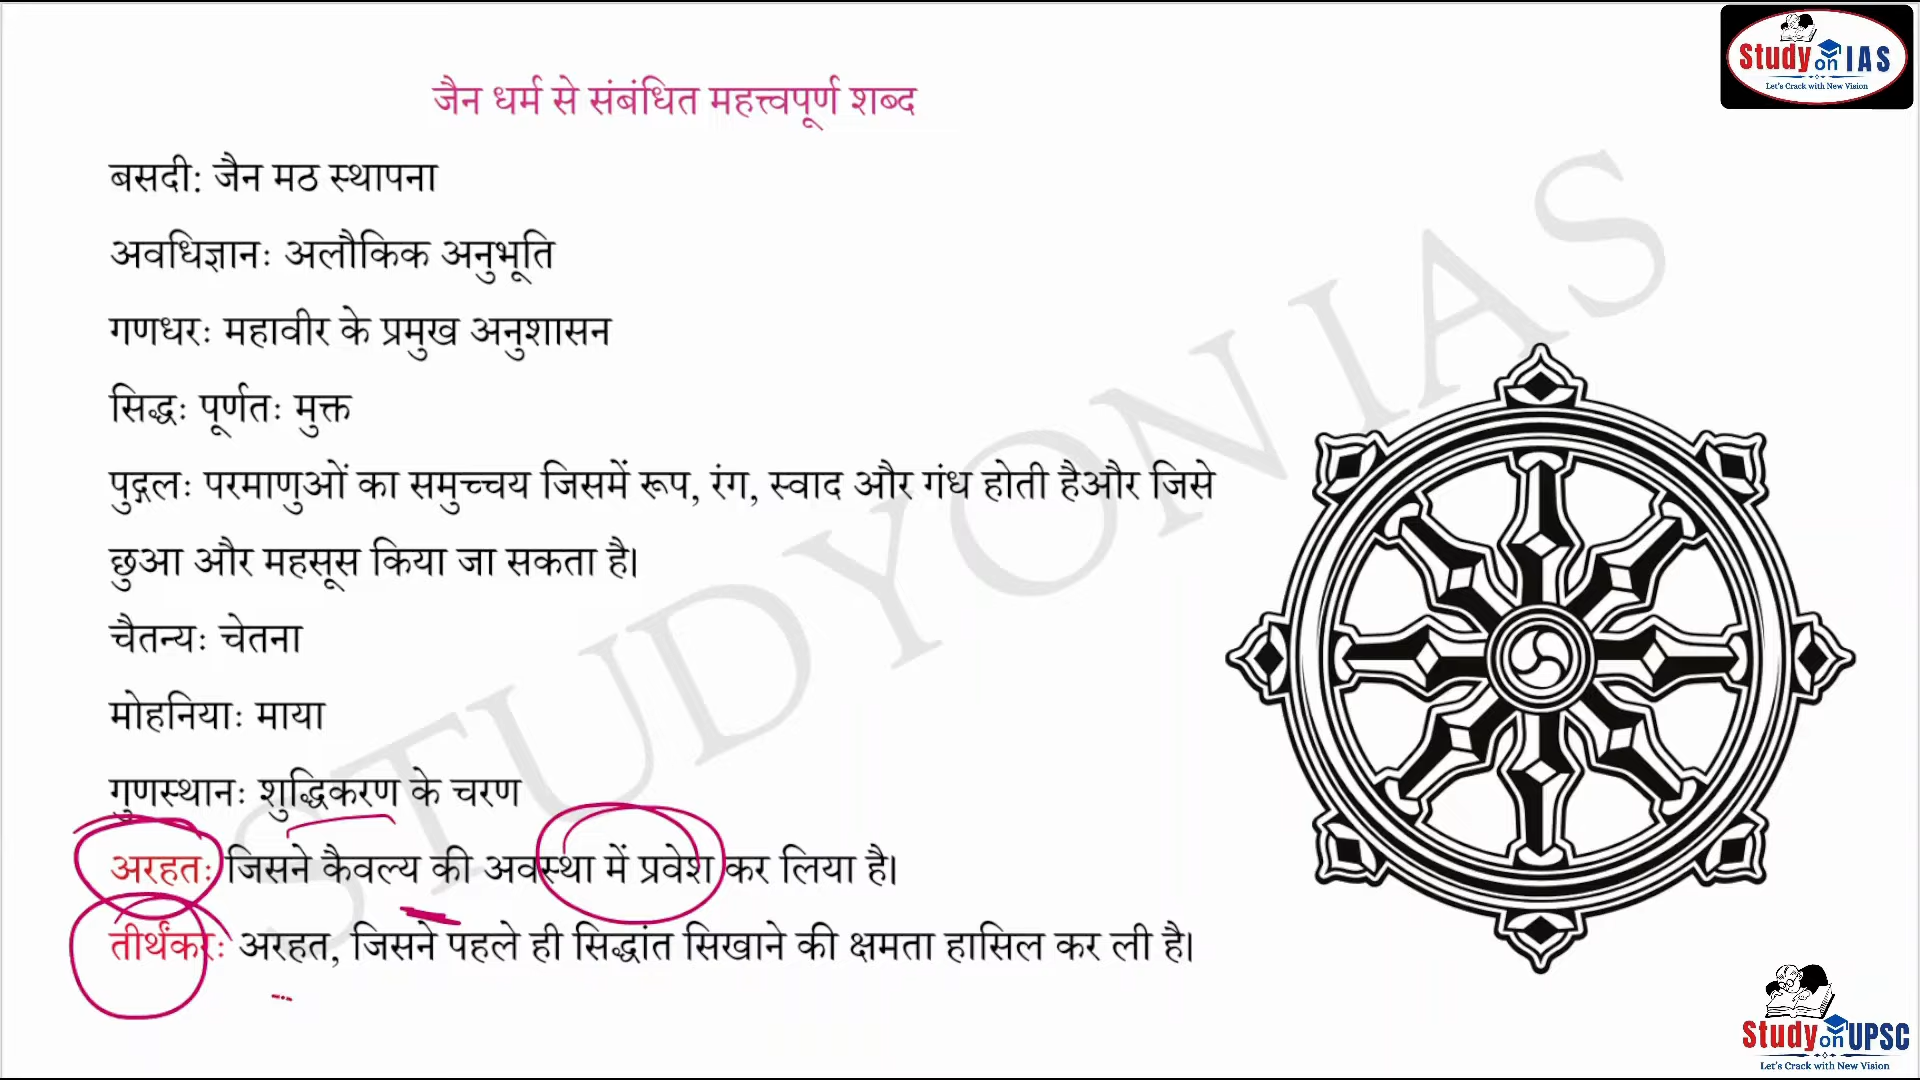 Study on IAS
Let's Crack with New Vision
जैन धर्म से संबंधित महत्त्वपूर्ण शब्द
बसदी: जैन मठ स्थापना
अवधिज्ञानः अलौकिक अनुभूति
गणधरः महावीर के प्रमुख अनुशासन
सिद्धः पूर्णतः मुक्त
पुद्गलः परमाणुओं का समुच्चय जिसमें रूप, रंग, स्वाद और गंध होती हैऔर जिसे
छुआ और महसूस किया जा सकता है।
चैतन्यः चेतना
मोहनियाः माया
गुणस्थानः शुद्धिकरण के चरण
अरहतः जिसने कैवल्य की अवस्था में प्रवेश कर लिया है।
तीर्थंकरः अरहत, जिसने पहले ही सिद्धांत सिखाने की क्षमता हासिल कर ली है।
STUDYON IAS
Study on UPSC
Let's Crack with New Vision